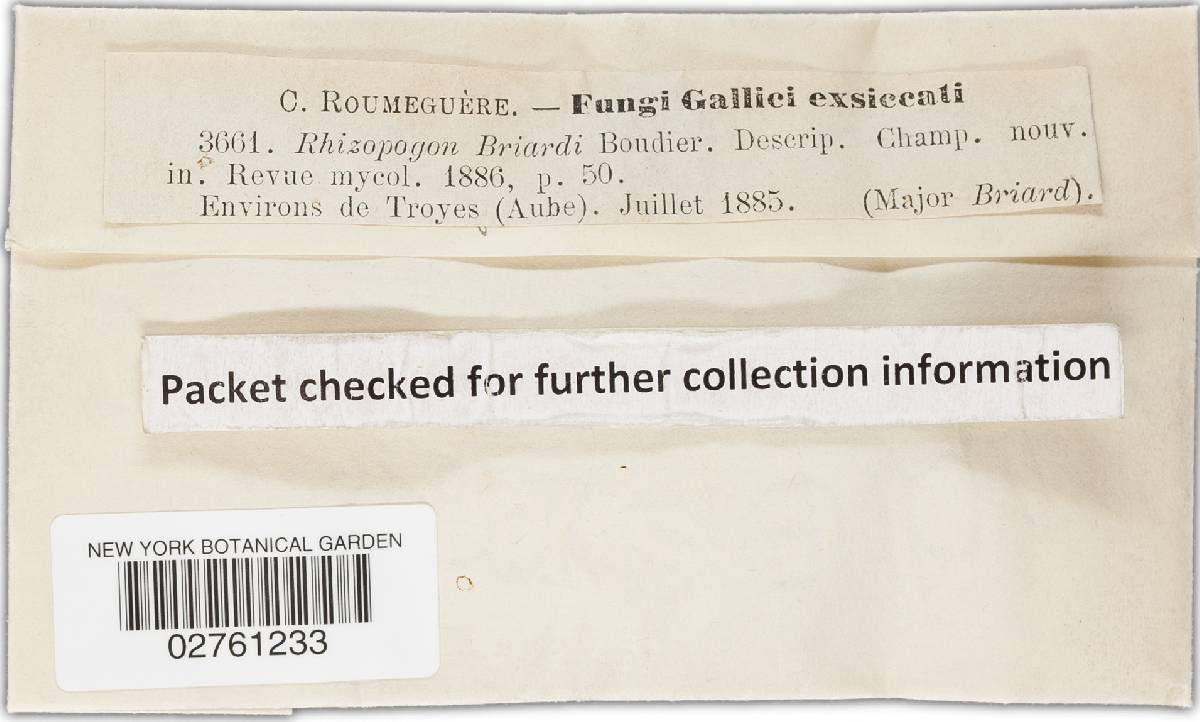 C. ROUMEGUÈRE. — Fungi Gallici exsiccati
3661. Rhizopogon Briardi Boudier. Descrip. Champ. nouv.
in. Revue mycol. 1886, p. 50.
Environs de Troyes (Aube). Juillet 1885. (Major Briard).
Packet checked for further collection information
NEW YORK BOTANICAL GARDEN
02761233